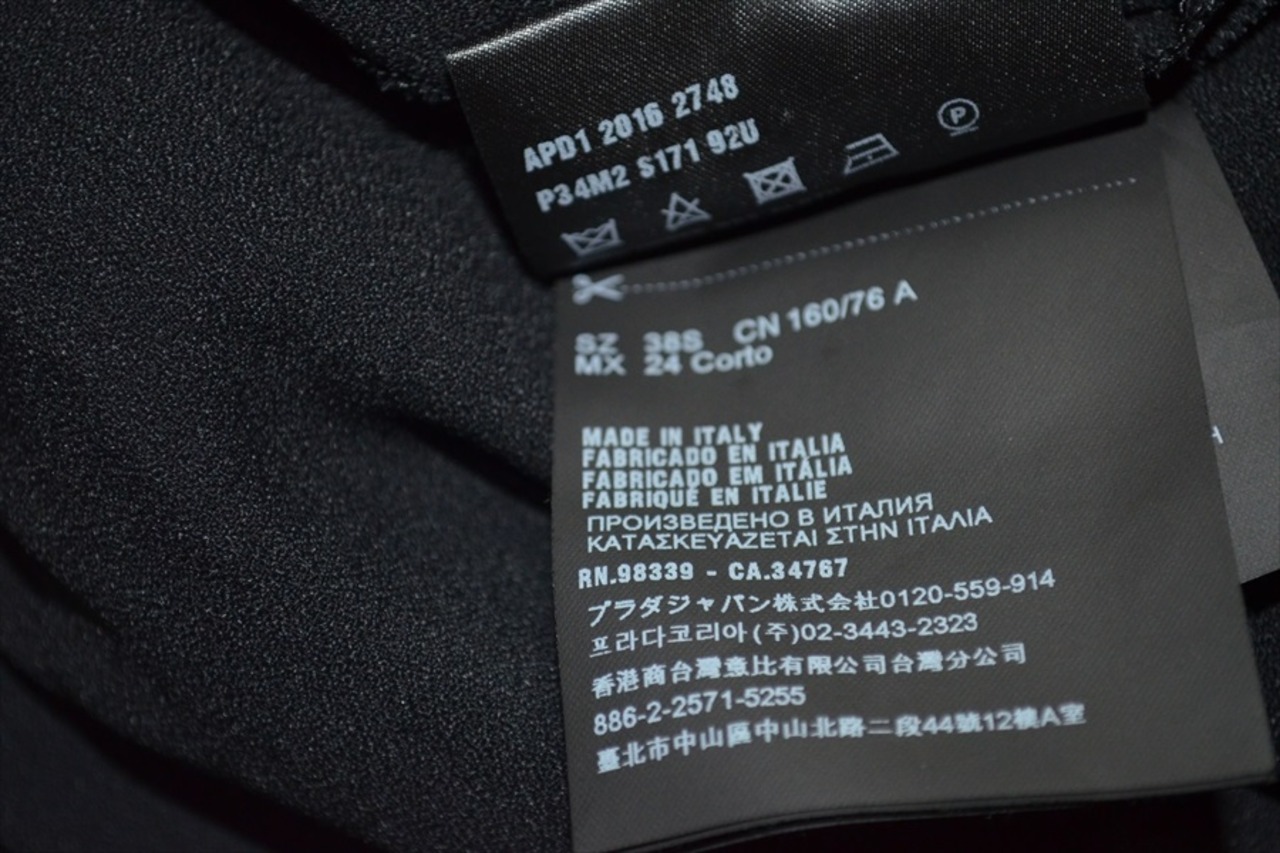 APD1 2016 2748
P34M2 S171 92U
P
SZ 38S CN 160/76 A
MX 24 Corto
MADE IN ITALY
FABRICADO EN ITALIA
FABRICADO EM ITÁLIA
FABRIQUÉ EN ITALIE
ПРОИЗВЕДЕНО В ИТАЛИЯ
ΚΑΤΑΣΚΕΥΑΖΕΤΑΙ ΣΤΗΝ ΙΤΑΛΙΑ
RN.98339 - CA.34767
プラダジャパン株式会社0120-559-914
프라다코리아(주)02-3443-2323
香港商台灣意比有限公司台灣分公司
886-2-2571-5255
臺北市中山區中山北路二段44號12樓A室